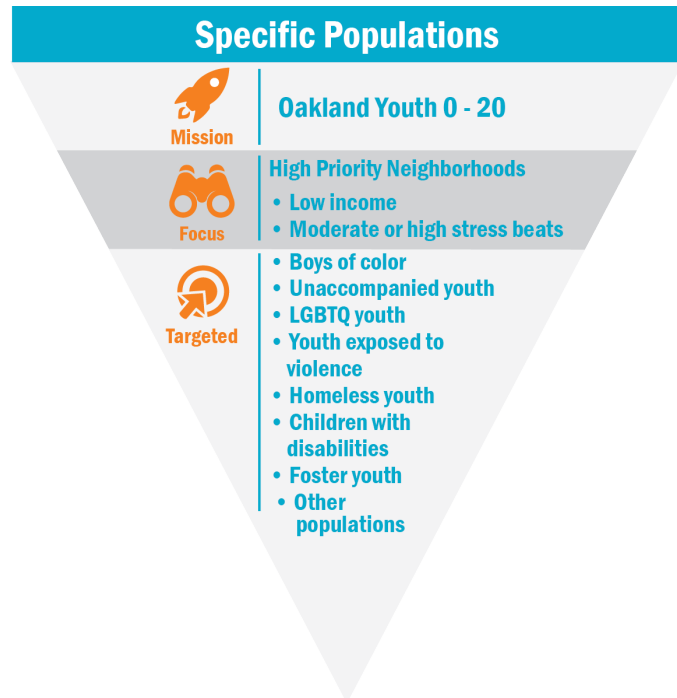 Specific Populations
Mission
Oakland Youth 0 - 20
Focus
High Priority Neighborhoods
• Low income
• Moderate or high stress beats
Targeted
• Boys of color
• Unaccompanied youth
• LGBTQ youth
• Youth exposed to
violence
• Homeless youth
• Children with
disabilities
• Foster youth
• Other
populations